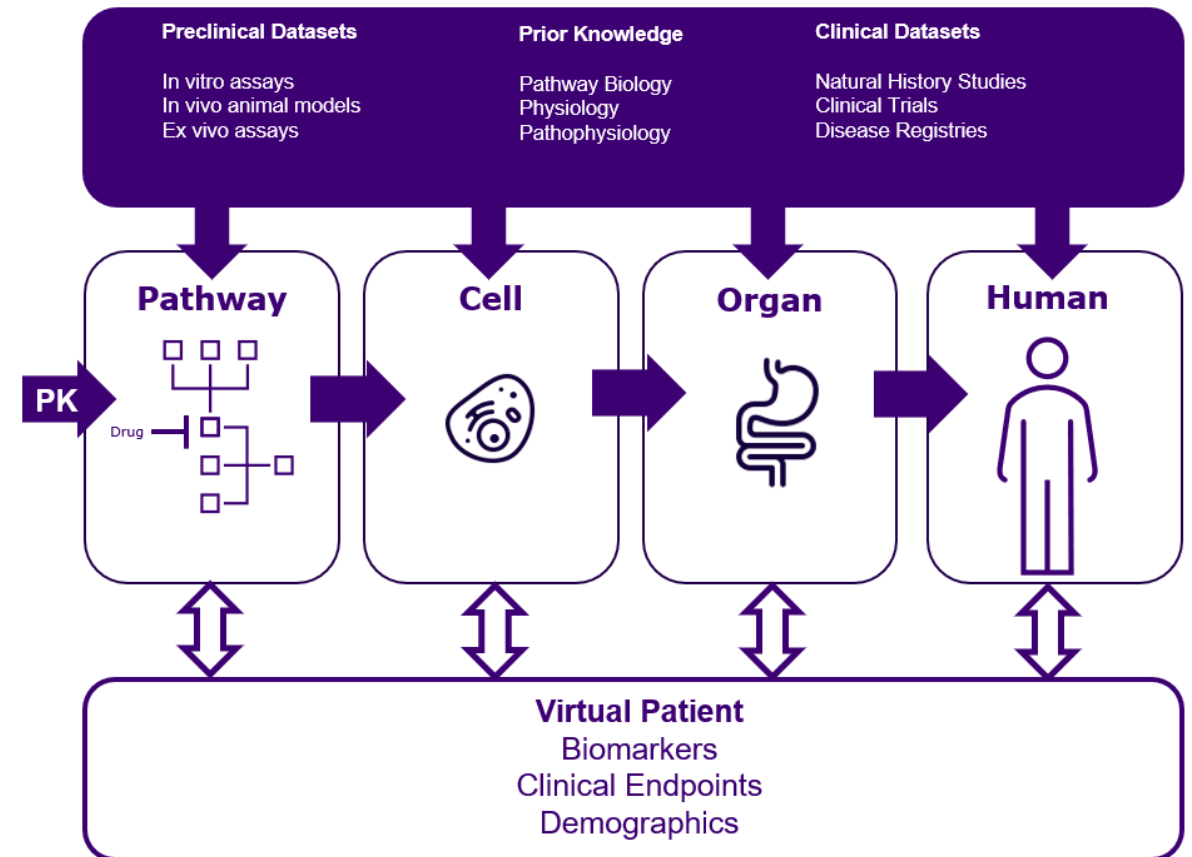 Preclinical Datasets
In vitro assays
In vivo animal models
Ex vivo assays
Prior Knowledge
Pathway Biology
Physiology
Pathophysiology
Clinical Datasets
Natural History Studies
Clinical Trials
Disease Registries
Pathway
Cell
Organ
Human
PK
Drug
Virtual Patient
Biomarkers
Clinical Endpoints
Demographics